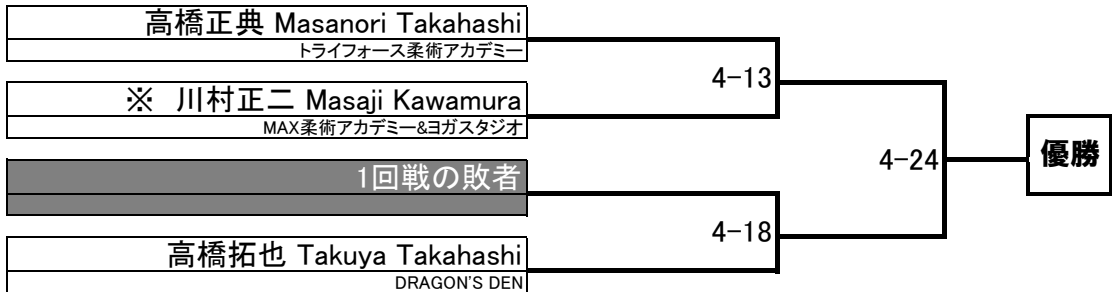 高橋正典 Masanori Takahashi
トライフォース柔術アカデミー
※ 川村正二 Masaji Kawamura
MAX柔術アカデミー&ヨガスタジオ
1回戦の敗者
高橋拓也 Takuya Takahashi
DRAGON'S DEN
4-13
4-18
4-24
優勝